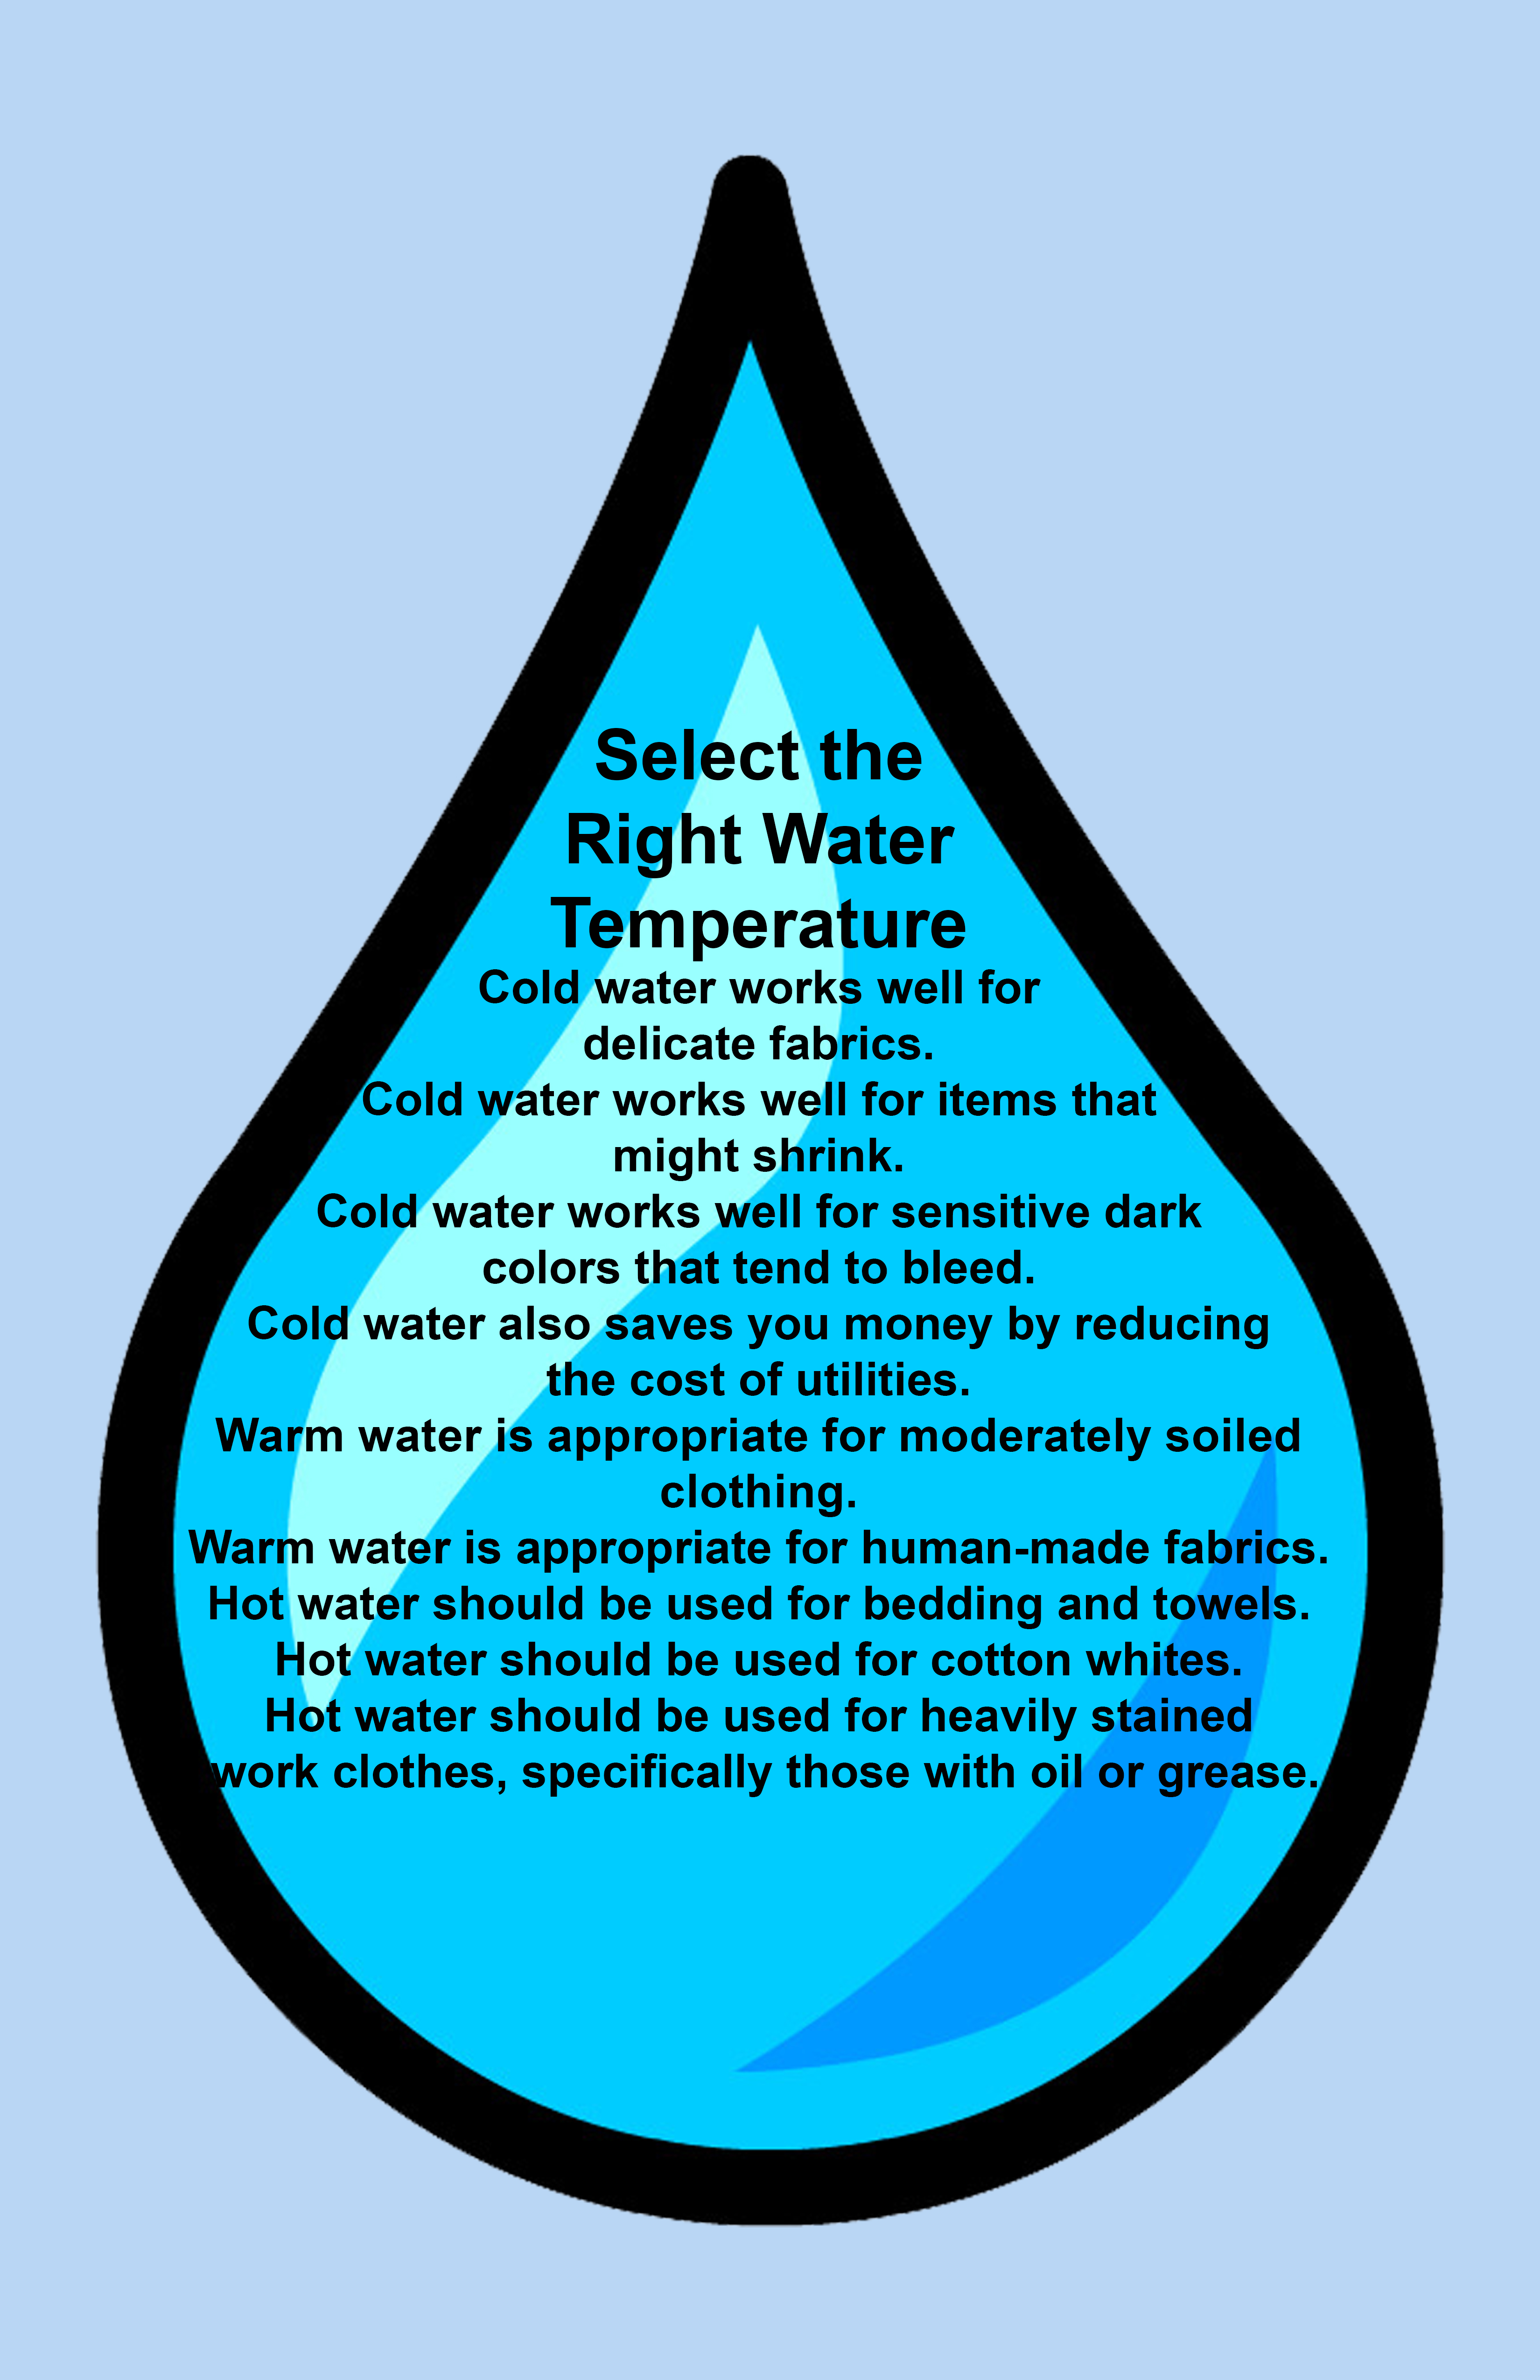 Select the
Right Water
Temperature
Cold water works well for
delicate fabrics.
Cold water works well for items that
might shrink.
Cold water works well for sensitive dark
colors that tend to bleed.
Cold water also saves you money by reducing
the cost of utilities.
Warm water is appropriate for moderately soiled
clothing.
Warm water is appropriate for human-made fabrics.
Hot water should be used for bedding and towels.
Hot water should be used for cotton whites.
Hot water should be used for heavily stained
work clothes, specifically those with oil or grease.